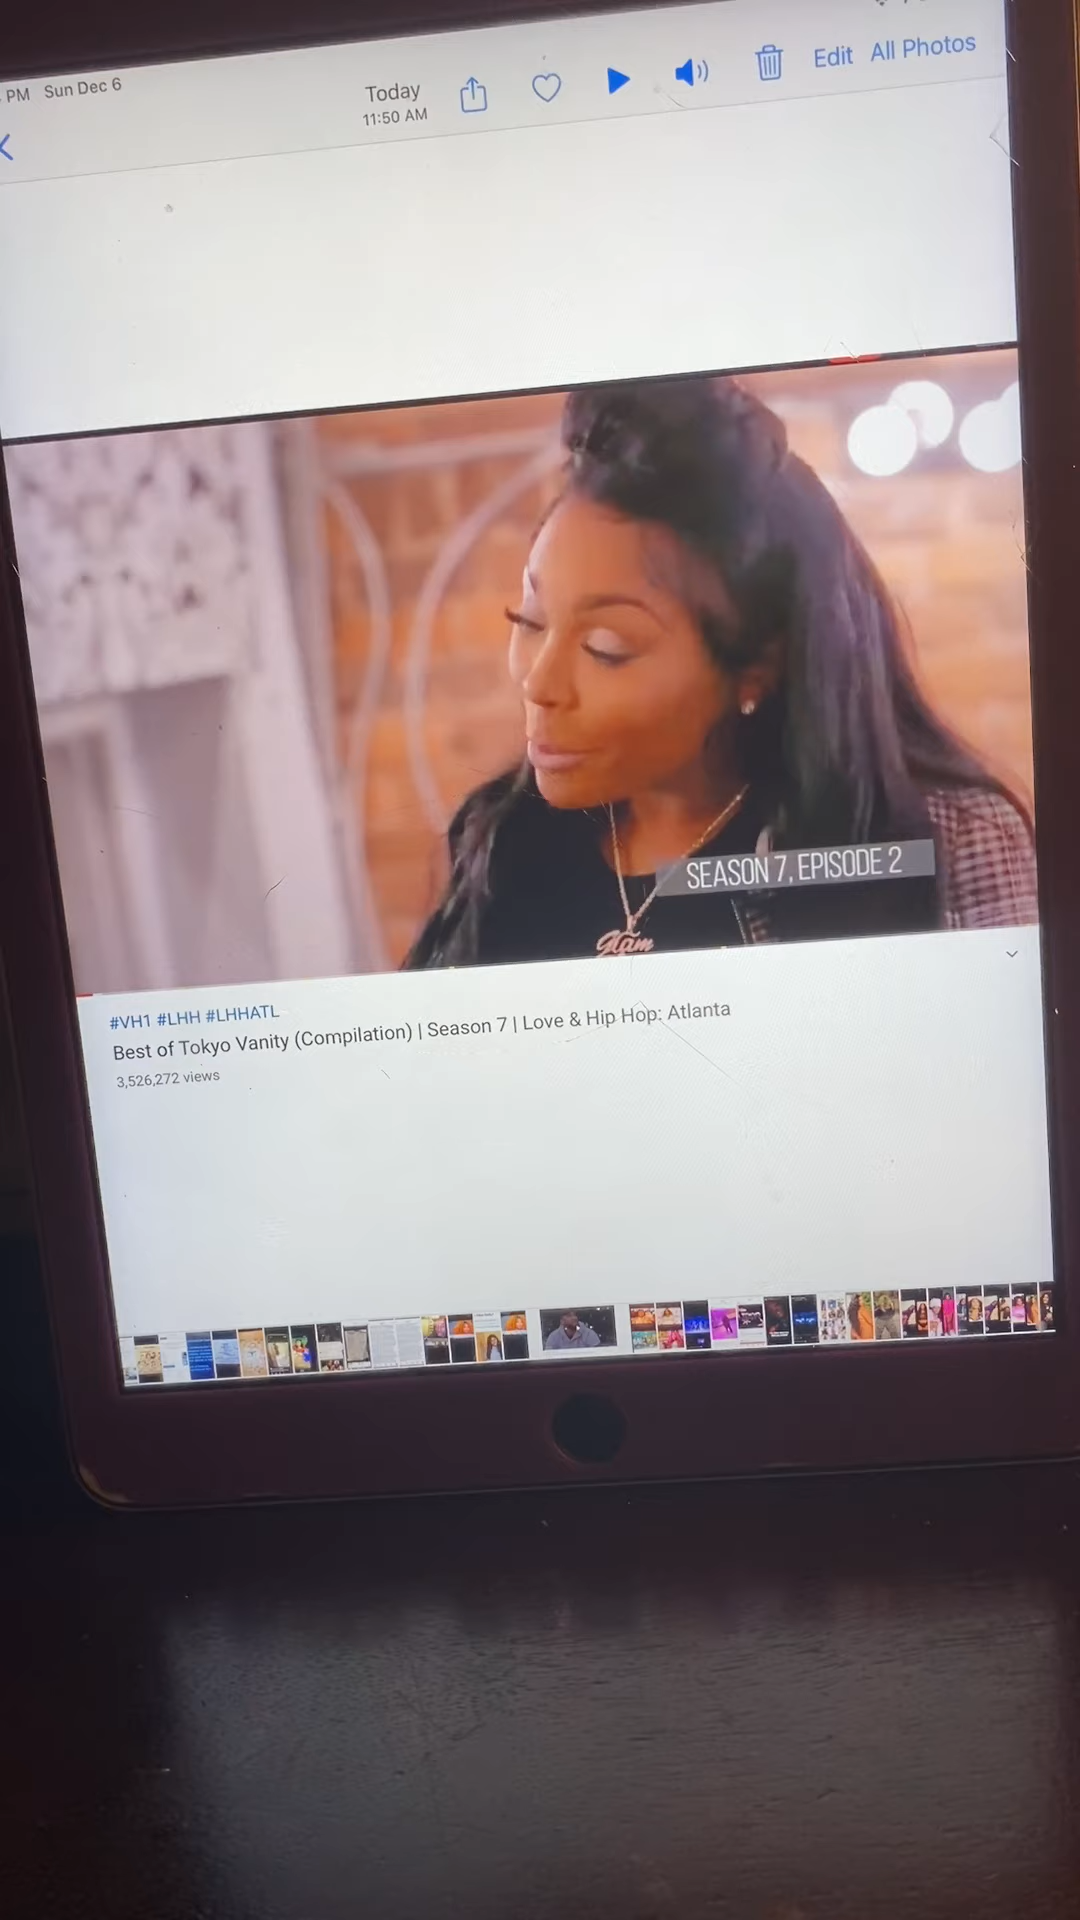 PM Sun Dec 6
Today
11:50 AM
Edit All Photos
SEASON 7, EPISODE 2
Glam
#VH1 #LHH #LHHATL
Best of Tokyo Vanity (Compilation) | Season 7 | Love & Hip Hop: Atlanta
3,526,272 views